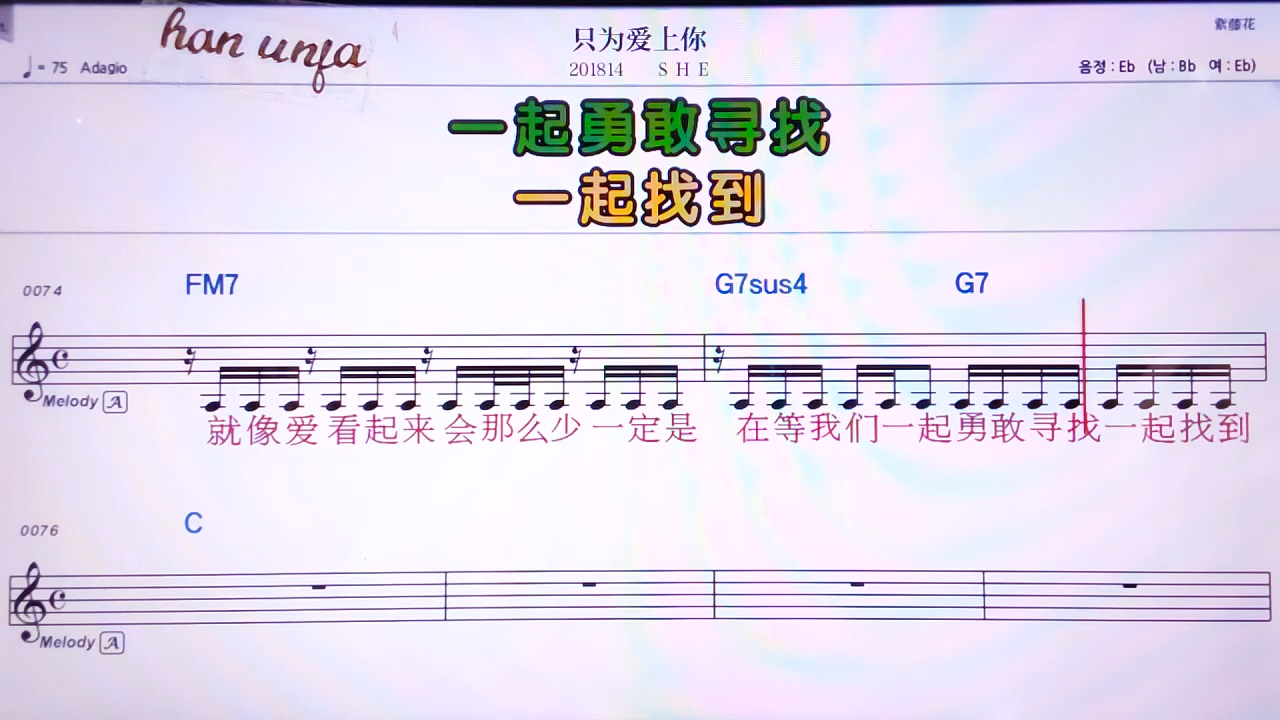 han unfa
只为爱上你
紫藤花
♩= 75 Adagio
201814 S H E
음정 : Eb (남 : Bb 여 : Eb)
一起勇敢寻找
一起找到
0074 FM7 G7sus4 G7
Melody A
就像爱看起来会那么少一定是 在等我们一起勇敢寻找一起找到
0076 C
Melody A